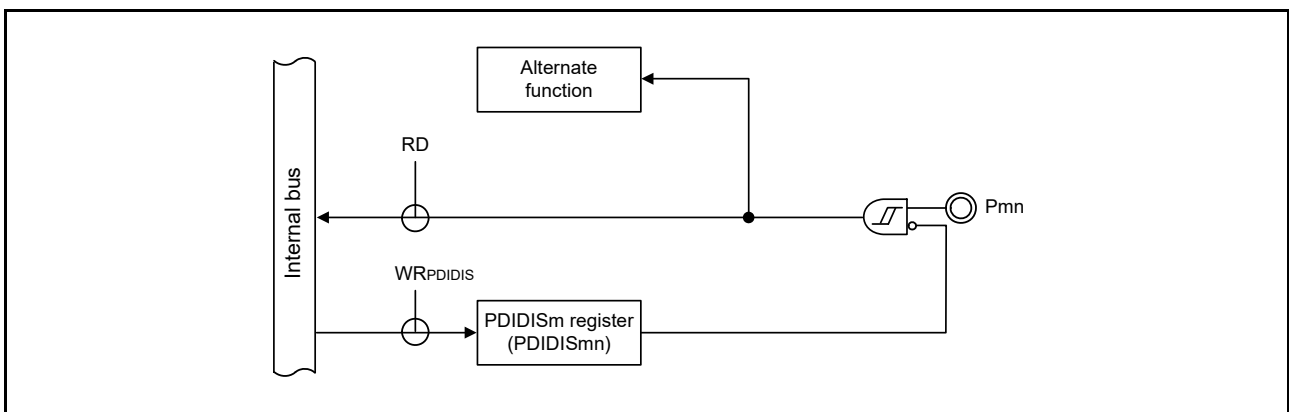 Alternate
function
RD
Internal bus
Pmn
WRPDIDIS
PDIDISm register
(PDIDISmn)